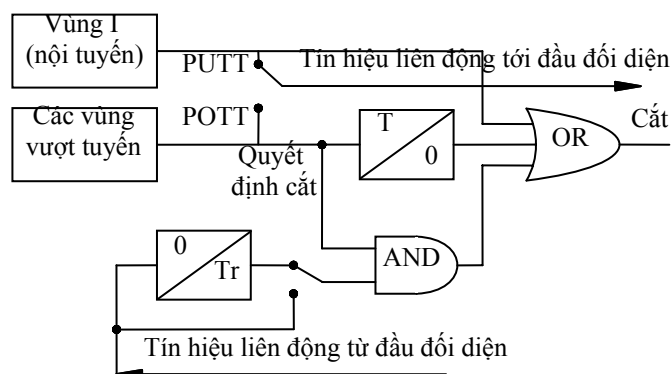 Vùng I
(nội tuyến)
PUTT
Tín hiệu liên động tới đầu đối diện
Các vùng
vượt tuyến
POTT
Quyết
định cắt
T
0
OR
Cắt
0
Tr
AND
Tín hiệu liên động từ đầu đối diện